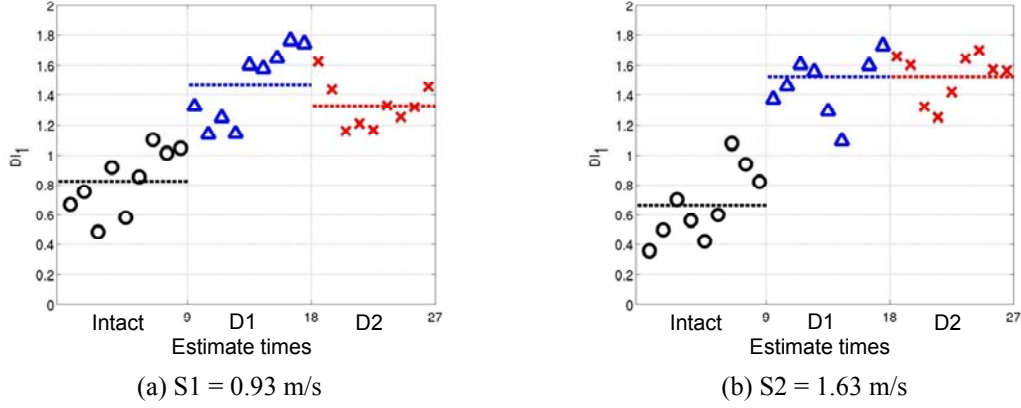 2
1.8
1.6
1.4
1.2
1
0.8
0.6
0.4
0.2
0
DI1
9
18
27
Intact
D1
D2
Estimate times
(a) S1 = 0.93 m/s
2
1.8
1.6
1.4
1.2
1
0.8
0.6
0.4
0.2
0
DI1
9
18
27
Intact
D1
D2
Estimate times
(b) S2 = 1.63 m/s